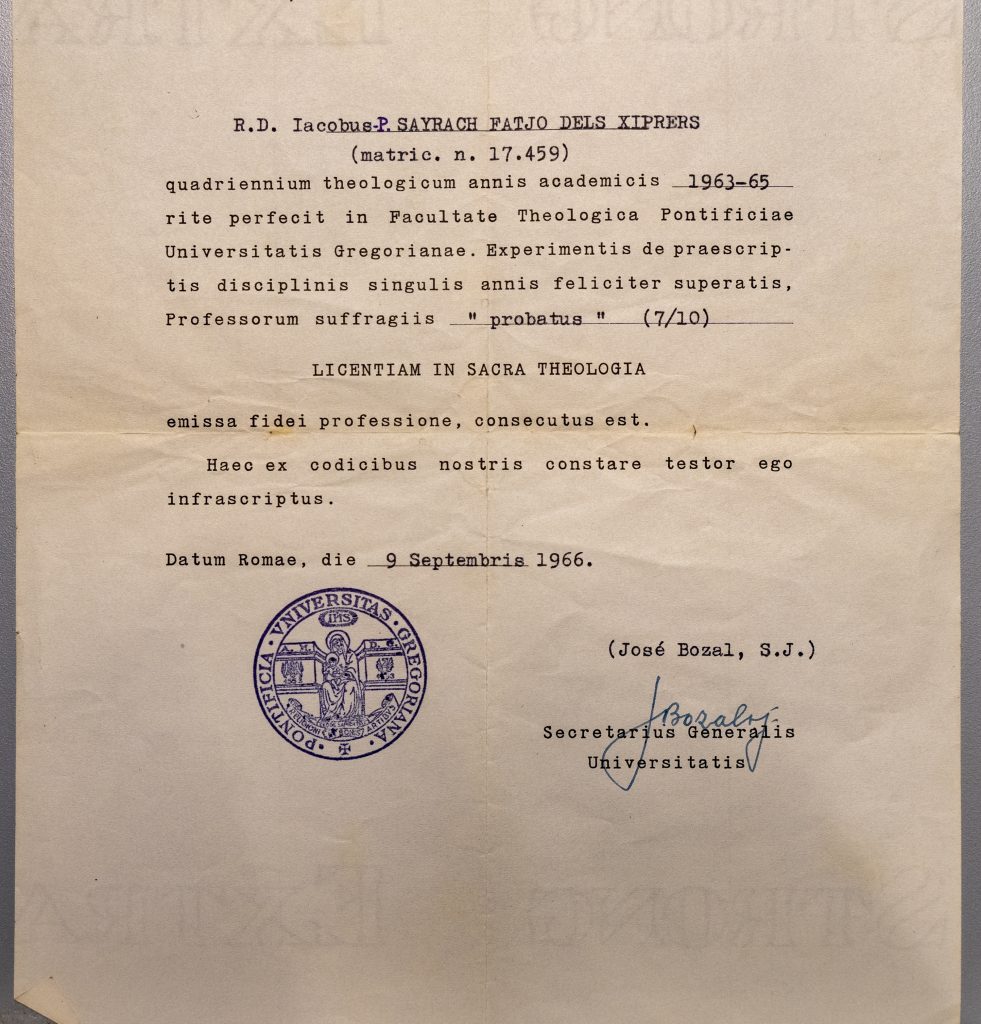 R.D. Iacobus-P. SAYRACH FATJO DELS XIPRERS
(matric. n. 17.459)
quadriennium theologicum annis academicis 1963-65
rite perfecit in Facultate Theologica Pontificiae
Universitatis Gregorianae. Experimentis de praescrip-
tis disciplinis singulis annis feliciter superatis,
Professorum suffragiis " probatus " (7/10)
LICENTIAM IN SACRA THEOLOGIA
emissa fidei professione, consecutus est.
Haec ex codicibus nostris constare testor ego
infrascriptus.
Datum Romae, die 9 Septembris 1966.
PONTIFICIA · VNIVERSITAS · GREGORIANA ·
IHS
(José Bozal, S.J.)
JBozalsj.
Secretarius Generalis
Universitatis